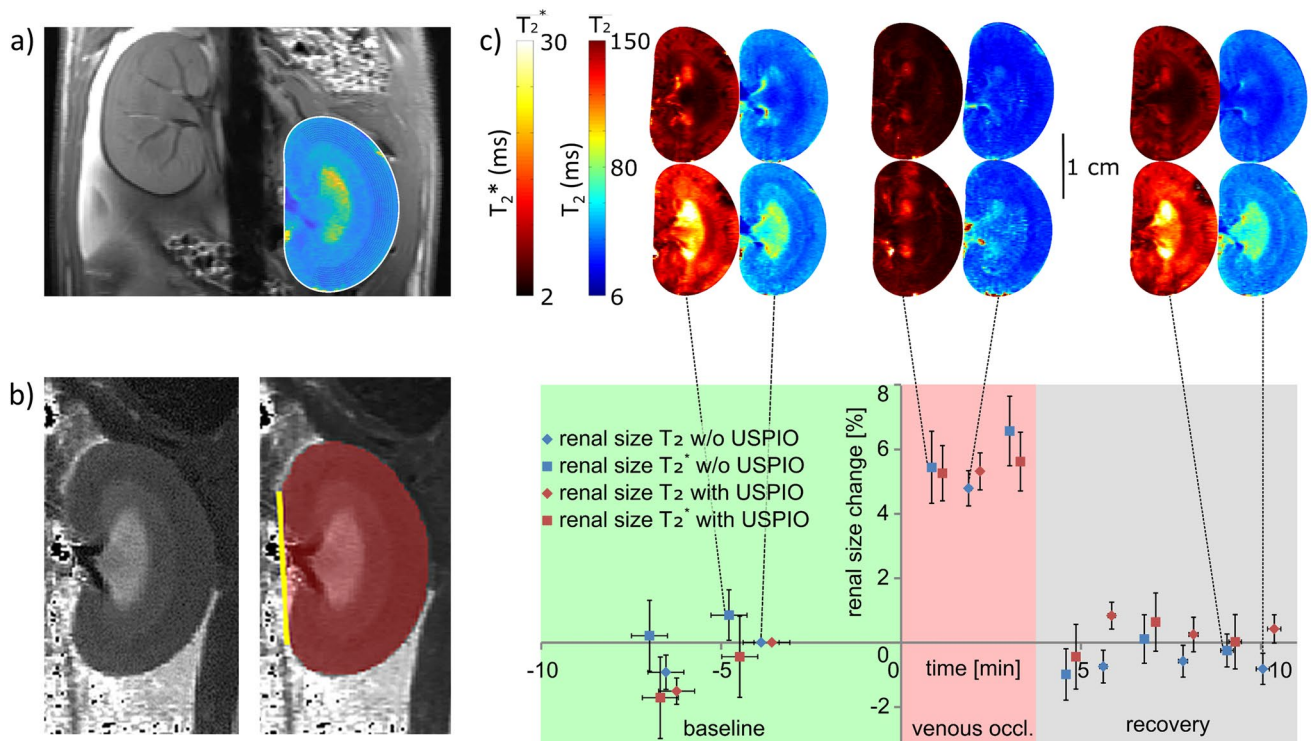 a)
T₂*
30
T₂* (ms)
2
T₂
150
T₂ (ms)
80
6
c)
1 cm
b)
renal size T₂ w/o USPIO
renal size T₂* w/o USPIO
renal size T₂ with USPIO
renal size T₂* with USPIO
renal size change [%]
8
6
4
2
0
-2
-10
-5
time [min]
5
10
baseline
venous occl.
recovery